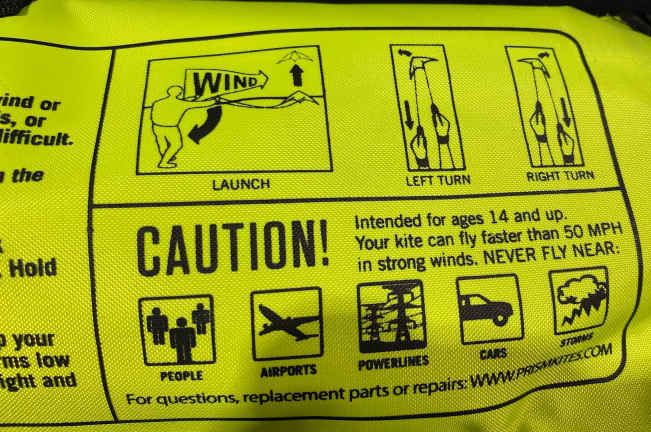 wind or
s, or
difficult.
the
Hold
your
ms low
ight and
WIND
LAUNCH
LEFT TURN
RIGHT TURN
CAUTION!
Intended for ages 14 and up.
Your kite can fly faster than 50 MPH
in strong winds. NEVER FLY NEAR:
PEOPLE
AIRPORTS
POWERLINES
CARS
STORMS
For questions, replacement parts or repairs: WWW.PRISMKITES.COM